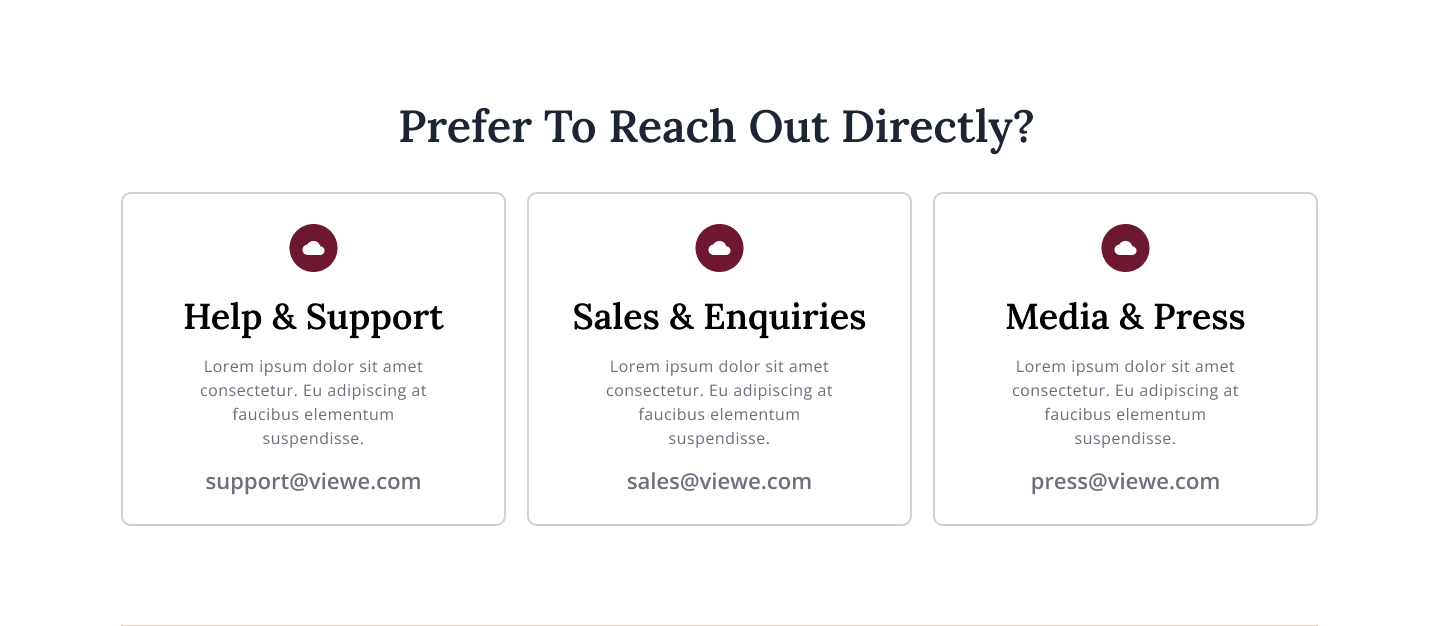 Prefer To Reach Out Directly?
Help & Support
Lorem ipsum dolor sit amet
consectetur. Eu adipiscing at
faucibus elementum
suspendisse.
support@viewe.com
Sales & Enquiries
Lorem ipsum dolor sit amet
consectetur. Eu adipiscing at
faucibus elementum
suspendisse.
sales@viewe.com
Media & Press
Lorem ipsum dolor sit amet
consectetur. Eu adipiscing at
faucibus elementum
suspendisse.
press@viewe.com